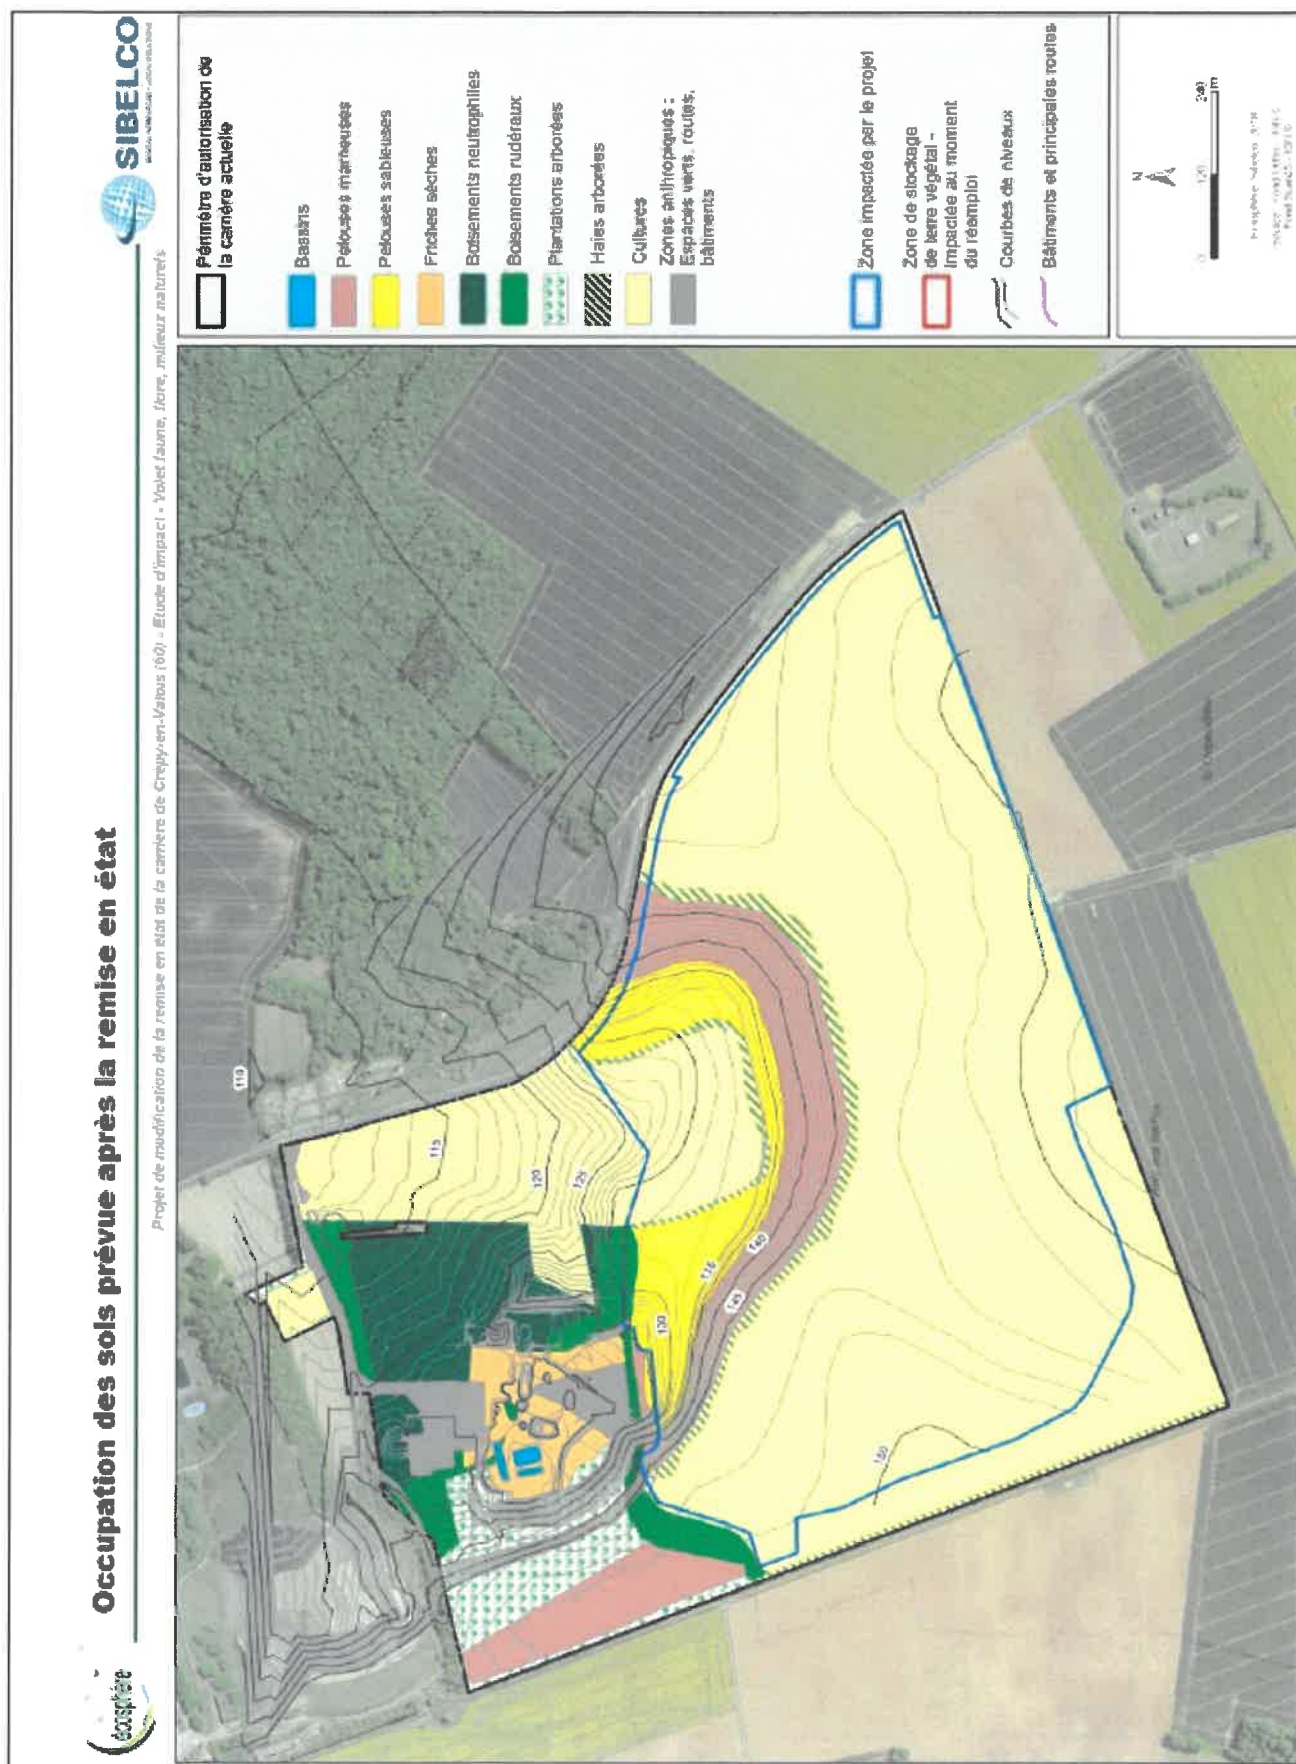 écosphère
Occupation des sols prévue après la remise en état
SIBELCO
Projet de modification de la remise en état de la carrière de Crépy-en-Valois (60) - Etude d'impact - Volet faune, flore, milieux naturels
Périmètre d'autorisation de
la carrière actuelle
Bassins
Pelouses marneuses
Pelouses sableuses
Friches sèches
Boisements neutrophiles
Boisements rudéraux
Plantations arborées
Haies arborées
Cultures
Zones anthropiques :
Espaces verts, routes,
bâtiments
Zone impactée par le projet
Zone de stockage
de terre végétal -
Impactée au moment
du réemploi
Courbes de niveaux
Bâtiments et principales routes
N
0 120 240
m
110
115
120
125
130
135
140
145
150